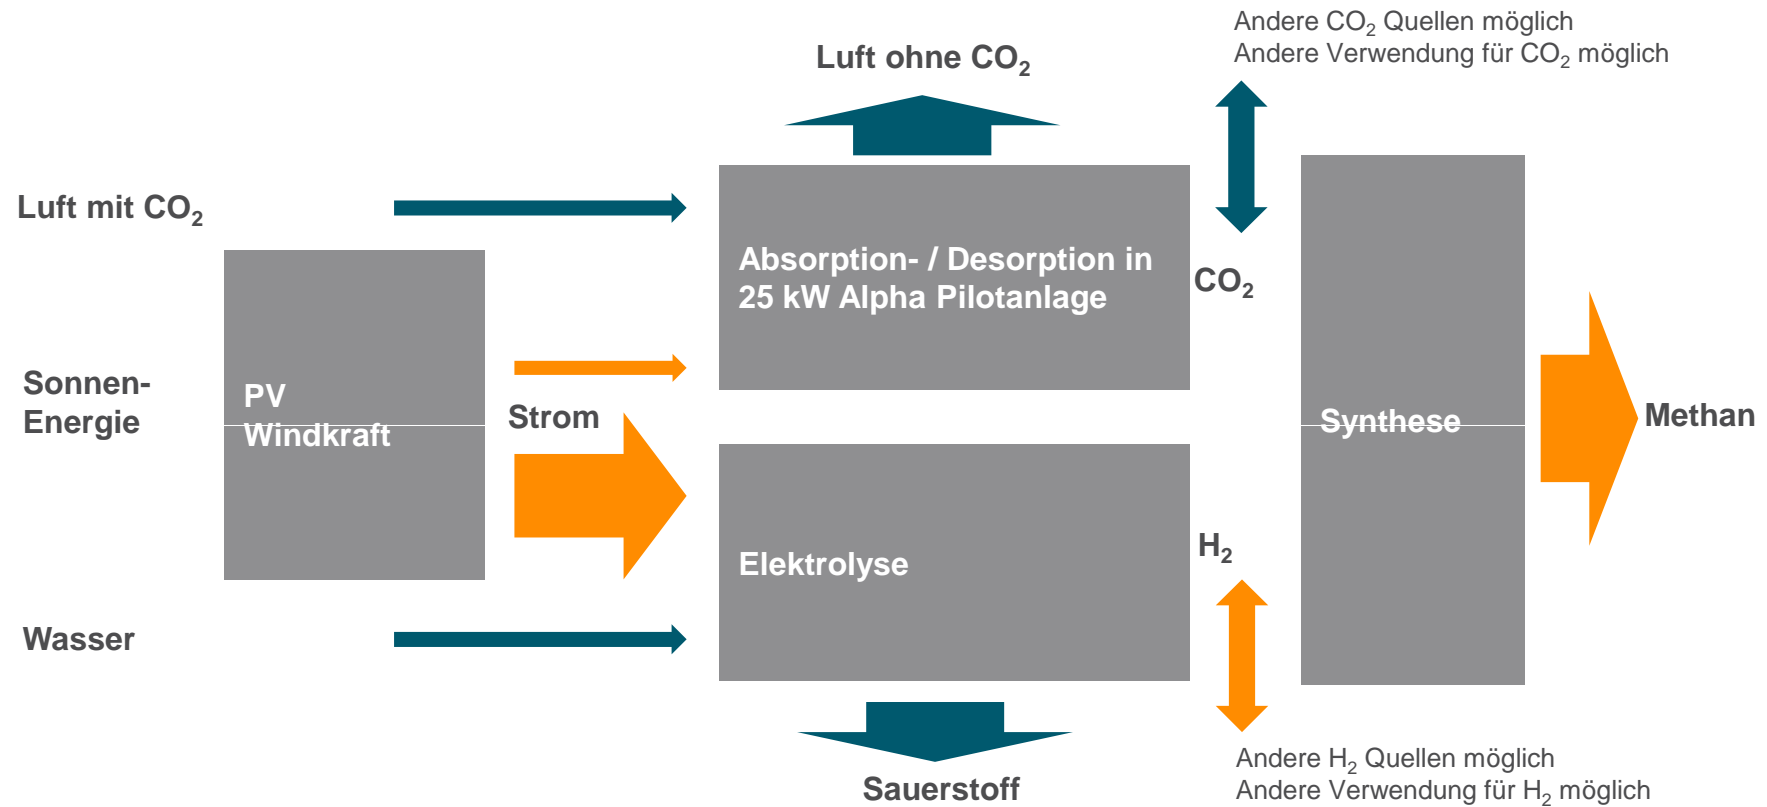 Andere CO₂ Quellen möglich
Andere Verwendung für CO₂ möglich
Luft ohne CO₂
Luft mit CO₂
Absorption- / Desorption in
25 kW Alpha Pilotanlage
CO₂
Sonnen-
Energie
PV
Windkraft
Strom
Synthese
Methan
Elektrolyse
H₂
Wasser
Sauerstoff
Andere H₂ Quellen möglich
Andere Verwendung für H₂ möglich